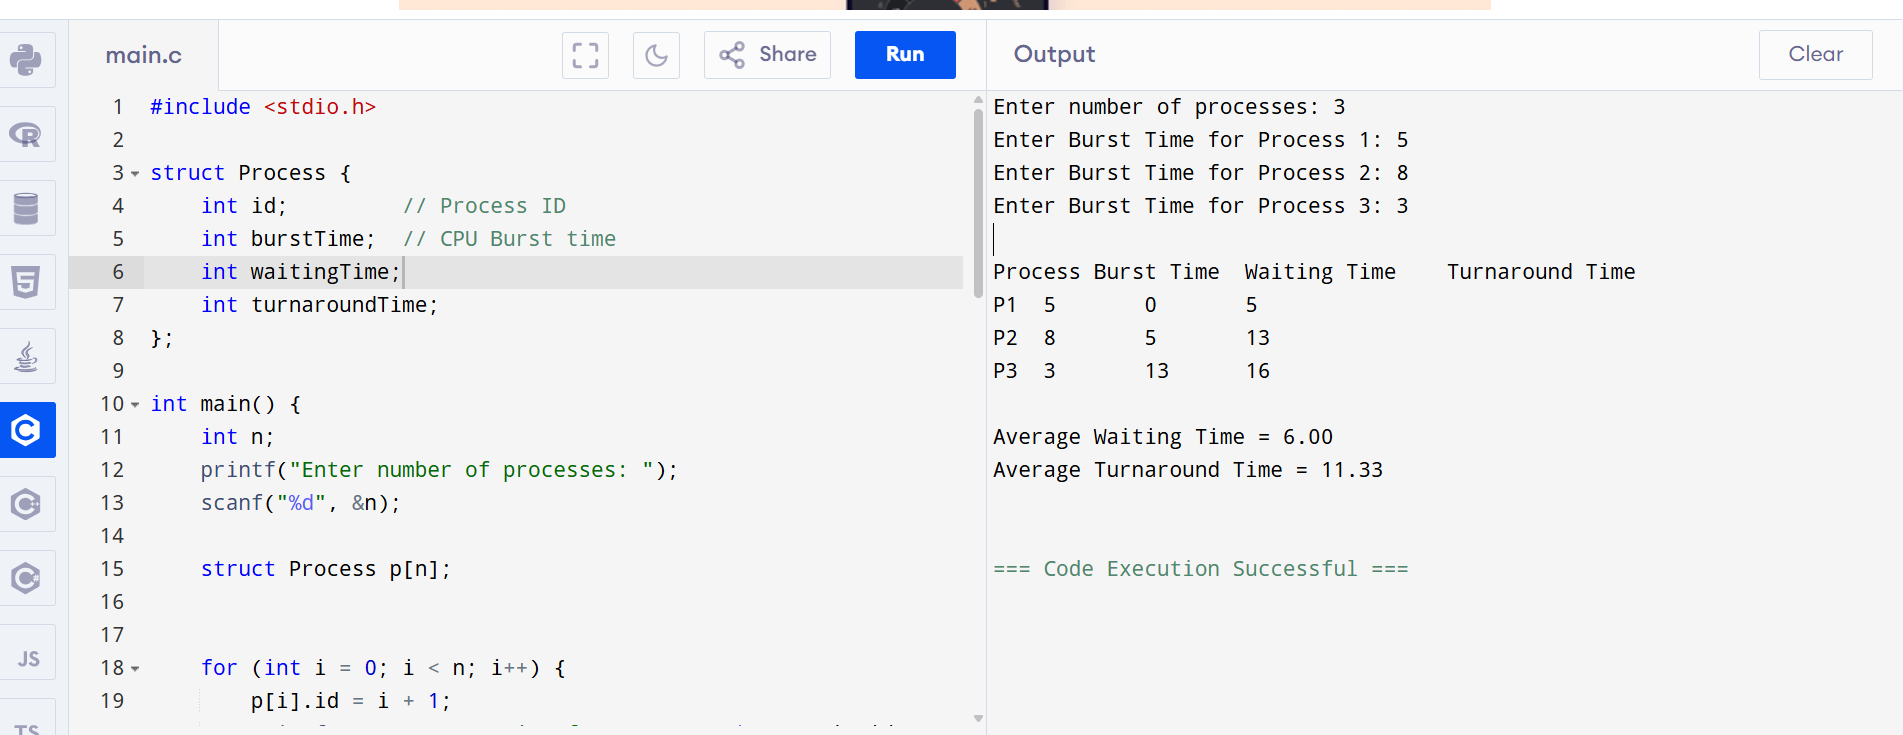 main.c
Share
Run
Output
Clear
1 #include <stdio.h>
2
3 struct Process {
4     int id;         // Process ID
5     int burstTime;  // CPU Burst time
6     int waitingTime;
7     int turnaroundTime;
8 };
9
10 int main() {
11     int n;
12     printf("Enter number of processes: ");
13     scanf("%d", &n);
14
15     struct Process p[n];
16
17
18     for (int i = 0; i < n; i++) {
19         p[i].id = i + 1;
Enter number of processes: 3
Enter Burst Time for Process 1: 5
Enter Burst Time for Process 2: 8
Enter Burst Time for Process 3: 3
Process Burst Time  Waiting Time    Turnaround Time
P1  5       0       5
P2  8       5       13
P3  3       13      16
Average Waiting Time = 6.00
Average Turnaround Time = 11.33
=== Code Execution Successful ===
R
5
C
C
C#
JS
TS